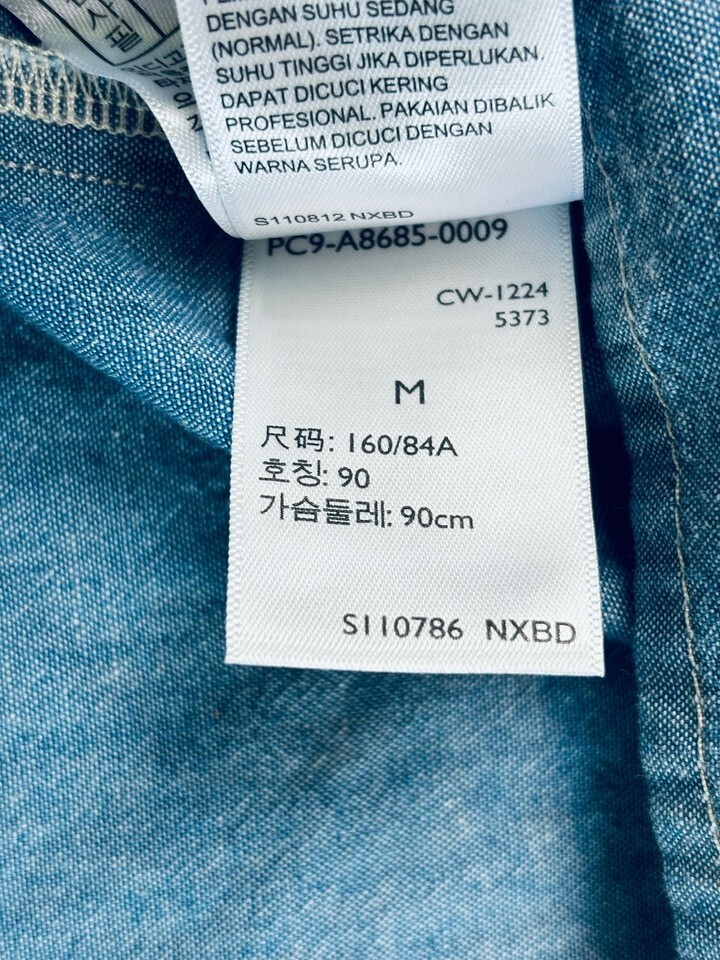 DENGAN SUHU SEDANG
(NORMAL). SETRIKA DENGAN
SUHU TINGGI JIKA DIPERLUKAN.
DAPAT DICUCI KERING
PROFESIONAL. PAKAIAN DIBALIK
SEBELUM DICUCI DENGAN
WARNA SERUPA.
S110812 NXBD
PC9-A8685-0009
CW-1224
5373
M
尺码: 160/84A
호칭: 90
가슴둘레: 90cm
S110786 NXBD